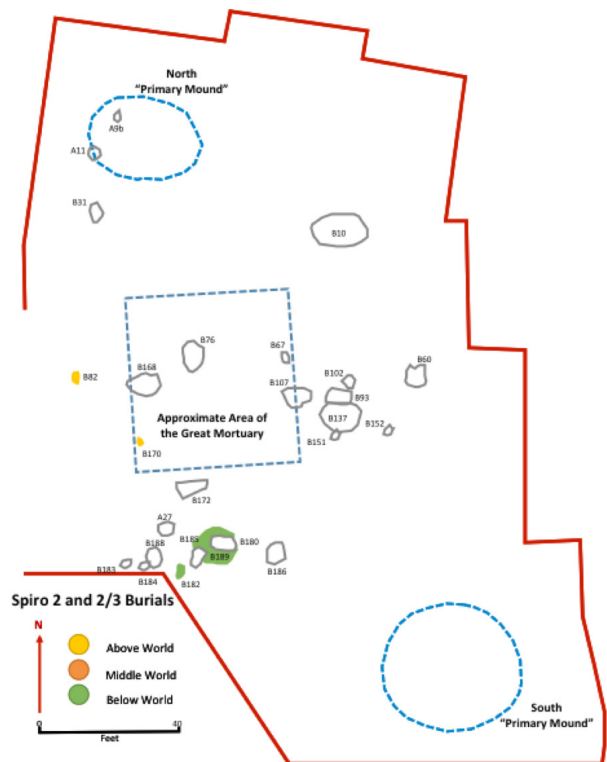 North
“Primary Mound”
A9b
A11
B31
B10
B76
B67
B168
B82
B102
B60
B107
B93
B137
Approximate Area of
the Great Mortuary
B151
B152
B170
B172
A27
B185
B180
B188
B189
B183
B184
B182
B186
Spiro 2 and 2/3 Burials
N
Above World
Middle World
Below World
0
40
Feet
South
“Primary Mound”